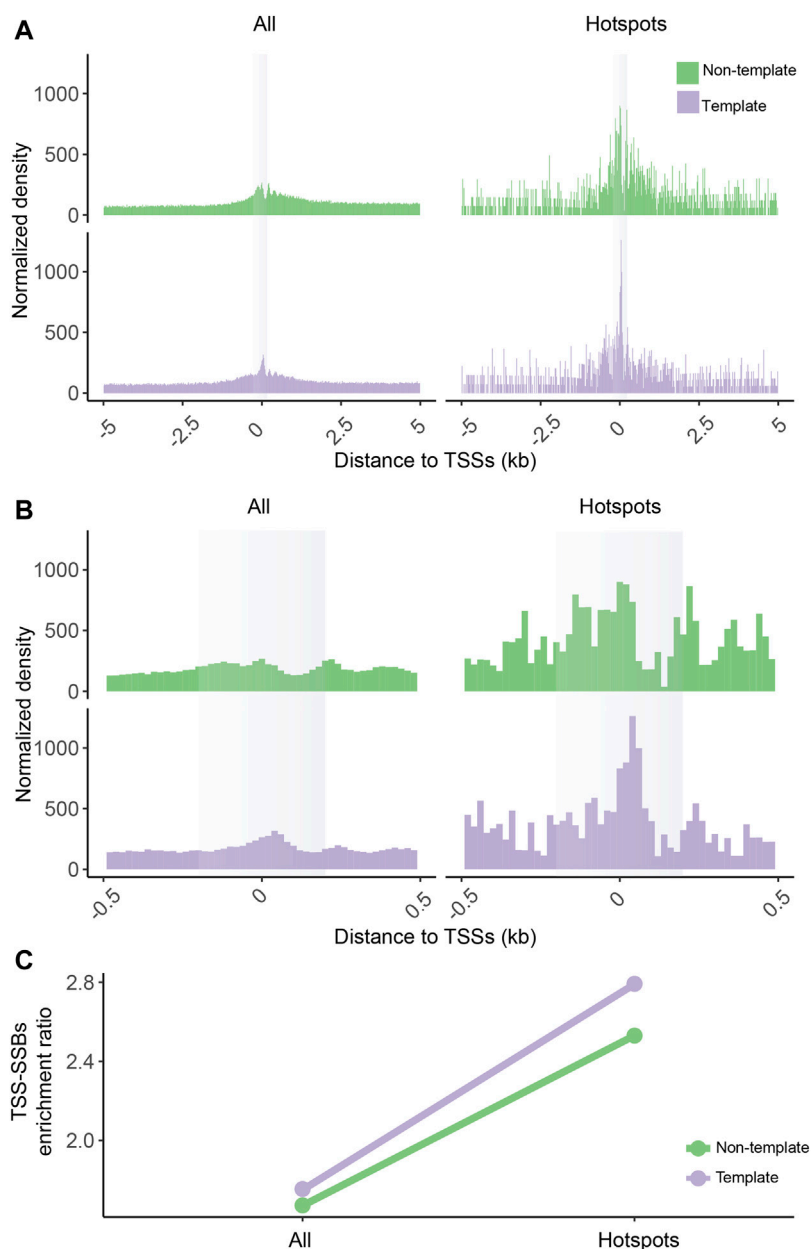 A
All
Hotspots
Non-template
Template
Normalized density
1000
500
0
1000
500
0
-5
-2.5
0
2.5
5
-5
-2.5
0
2.5
5
Distance to TSSs (kb)
B
All
Hotspots
Normalized density
1000
500
0
1000
500
0
-0.5
0
0.5
-0.5
0
0.5
Distance to TSSs (kb)
C
TSS-SSBs
enrichment ratio
2.8
2.4
2.0
Non-template
Template
All
Hotspots